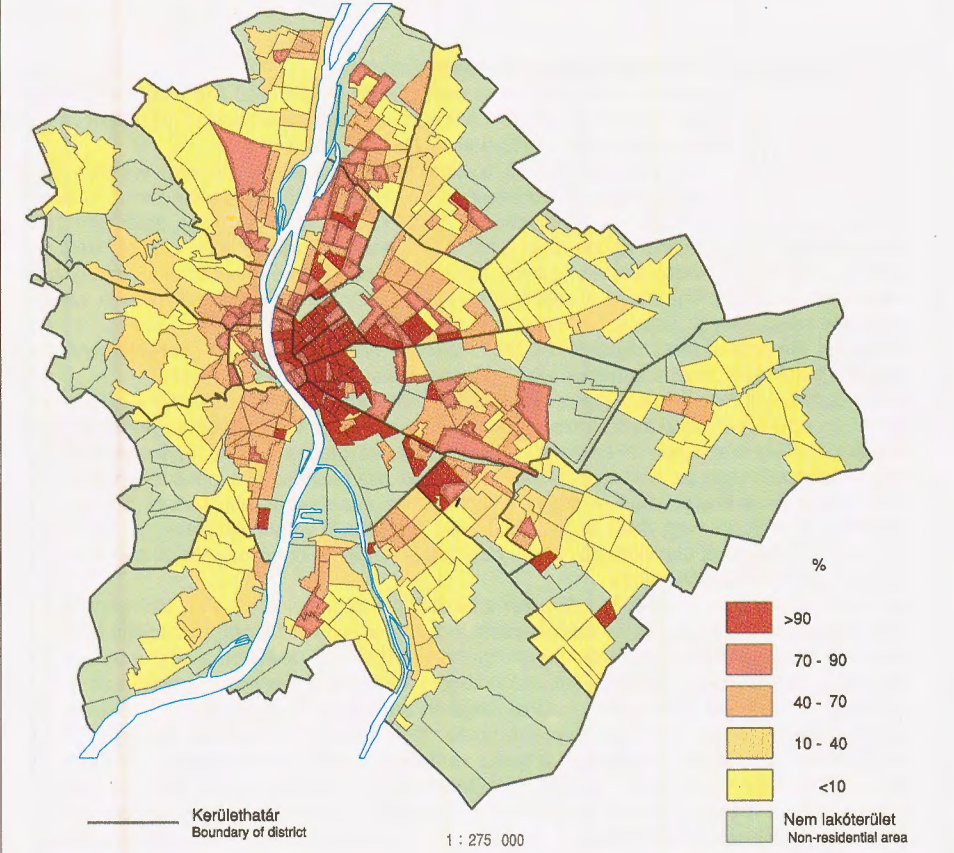 %
>90
70 - 90
40 - 70
10 - 40
<10
Nem lakóterület
Non-residential area
Kerülethatár
Boundary of district
1 : 275 000